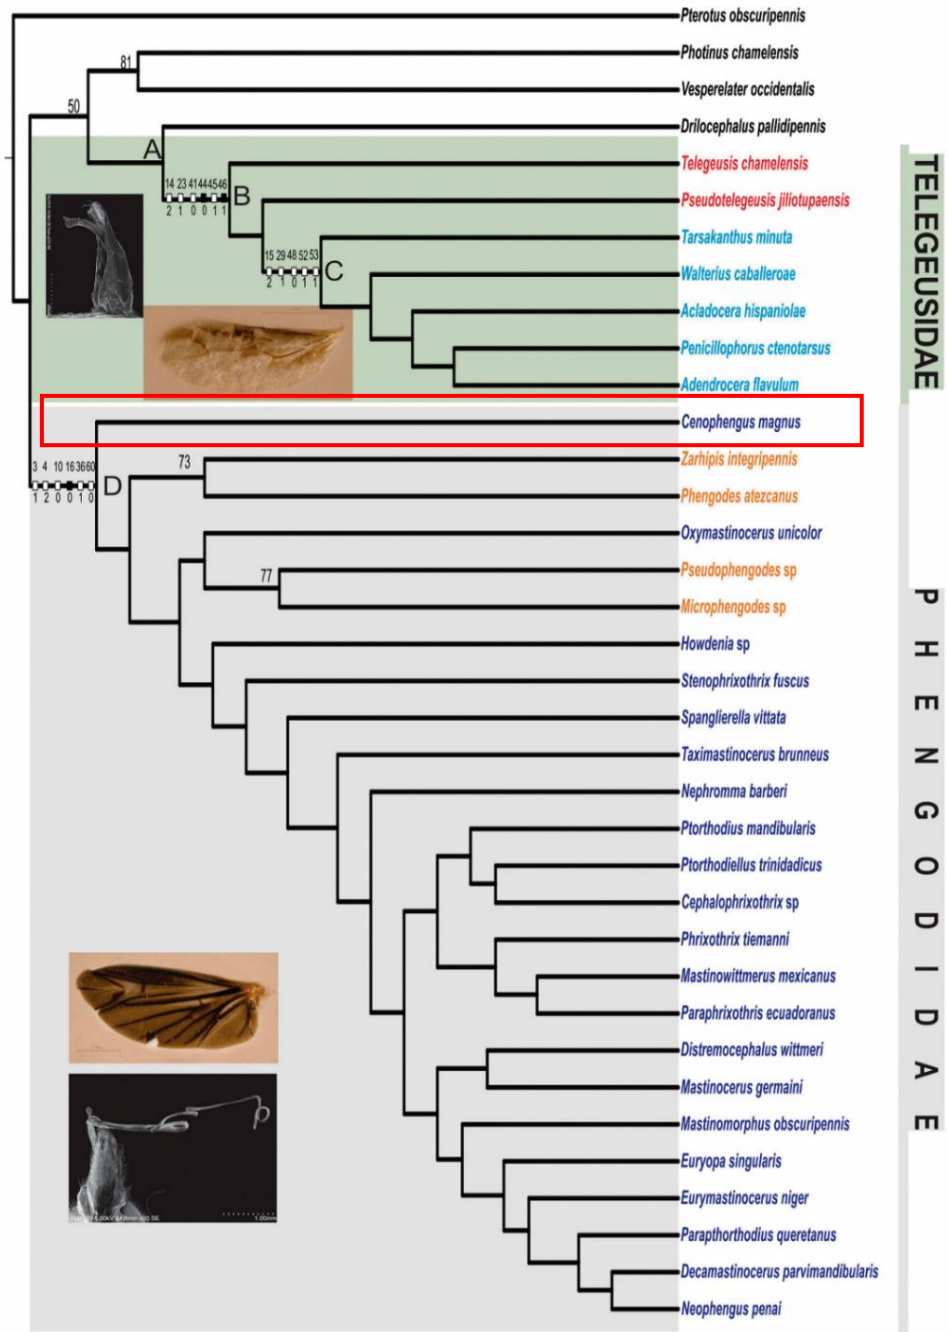 Pterotus obscuripennis
Photinus chamelensis
81
Vesperelater occidentalis
50
Drilocephalus pallidipennis
A
TELEGEUSIDAE
Telegeusis chamelensis
14 23 41 44 45 46
B
2 1 0 0 1 1
Pseudotelegeusis jiliotupaensis
Tarsakanthus minuta
15 29 48 52 53
C
2 1 0 1 1
Walterius caballeroae
Acladocera hispaniolae
Penicillophorus ctenotarsus
Adendrocera flavulum
Cenophengus magnus
73
Zarhipis integripennis
3 4 10 16 36 60
D
1 2 0 0 1 0
Phengodes atezcanus
Oxymastinocerus unicolor
77
Pseudophengodes sp
PHENGODIDAE
Microphengodes sp
Howdenia sp
Stenophrixothrix fuscus
Spanglierella vittata
Taximastinocerus brunneus
Nephromma barberi
Ptorthodius mandibularis
Ptorthodiellus trinidadicus
Cephalophrixothrix sp
Phrixothrix tiemanni
Mastinowittmerus mexicanus
Paraphrixothris ecuadoranus
Distremocephalus wittmeri
Mastinocerus germaini
Mastinomorphus obscuripennis
Euryopa singularis
Eurymastinocerus niger
1.00mm
Parapthorthodius queretanus
Decamastinocerus parvimandibularis
Neophengus penai